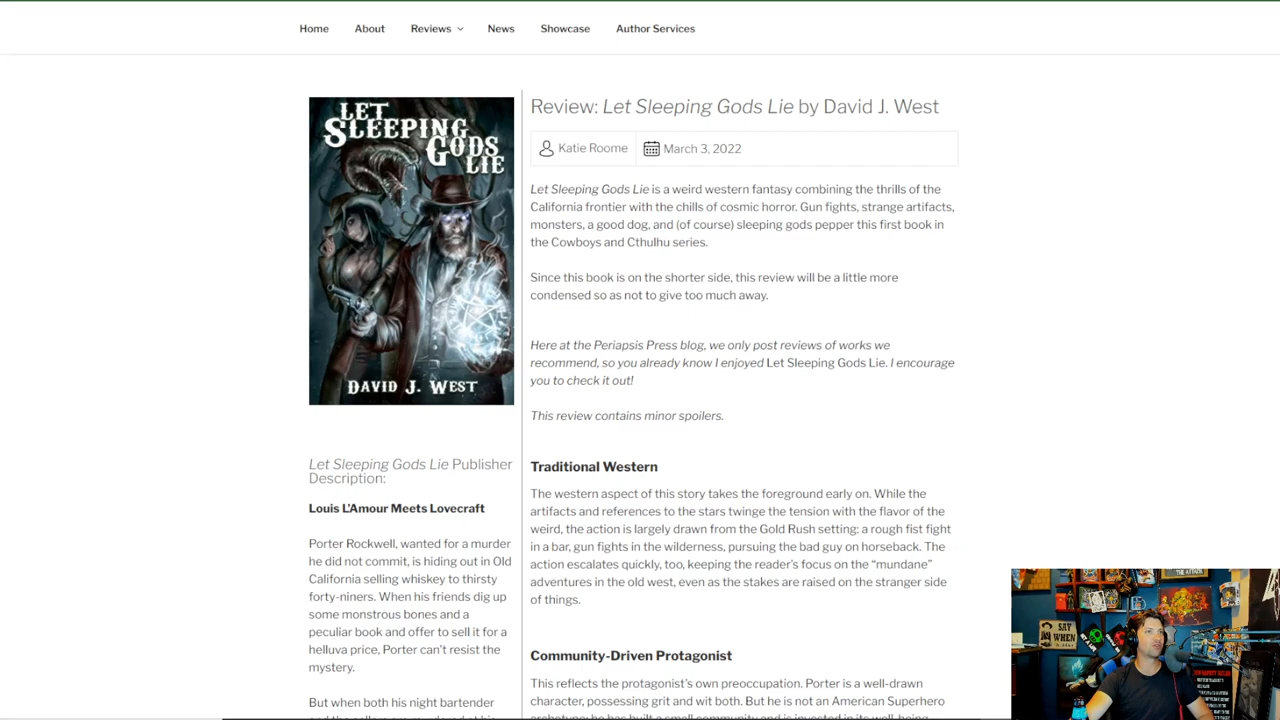 Home About Reviews News Showcase Author Services
LET
SLEEPING
GODS
LIE
DAVID J. WEST
Let Sleeping Gods Lie Publisher
Description:
Louis L'Amour Meets Lovecraft
Porter Rockwell, wanted for a murder
he did not commit, is hiding out in Old
California selling whiskey to thirsty
forty-niners. When his friends dig up
some monstrous bones and a
peculiar book and offer to sell it for a
helluva price, Porter can't resist the
mystery.
But when both his night bartender
Review: Let Sleeping Gods Lie by David J. West
Katie Roome March 3, 2022
Let Sleeping Gods Lie is a weird western fantasy combining the thrills of the
California frontier with the chills of cosmic horror. Gun fights, strange artifacts,
monsters, a good dog, and (of course) sleeping gods pepper this first book in
the Cowboys and Cthulhu series.
Since this book is on the shorter side, this review will be a little more
condensed so as not to give too much away.
Here at the Periapsis Press blog, we only post reviews of works we
recommend, so you already know I enjoyed Let Sleeping Gods Lie. I encourage
you to check it out!
This review contains minor spoilers.
Traditional Western
The western aspect of this story takes the foreground early on. While the
artifacts and references to the stars twinge the tension with the flavor of the
weird, the action is largely drawn from the Gold Rush setting: a rough fist fight
in a bar, gun fights in the wilderness, pursuing the bad guy on horseback. The
action escalates quickly, too, keeping the reader's focus on the "mundane"
adventures in the old west, even as the stakes are raised on the stranger side
of things.
Community-Driven Protagonist
This reflects the protagonist's own preoccupation. Porter is a well-drawn
character, possessing grit and wit both. But he is not an American Superhero
archetype; he has built a small community and is invested in its well-being
SAY
WHEN